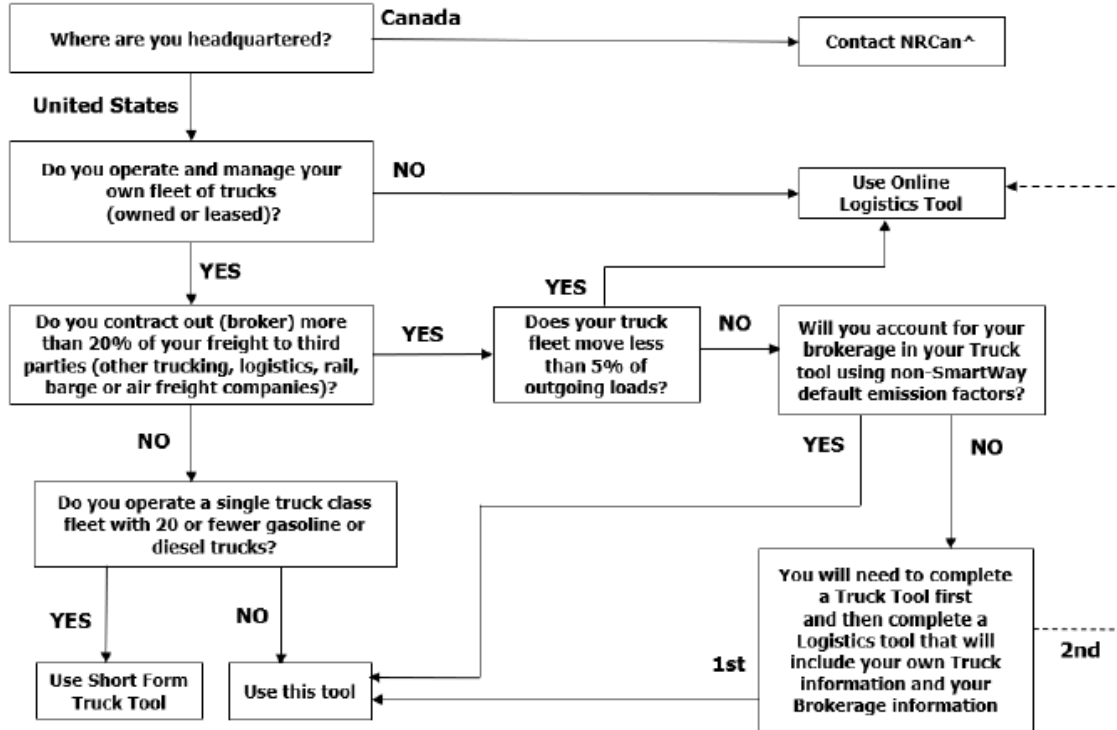 Where are you headquartered?
Canada
Contact NRCan^
United States
Do you operate and manage your
own fleet of trucks
(owned or leased)?
NO
Use Online
Logistics Tool
YES
Do you contract out (broker) more
than 20% of your freight to third
parties (other trucking, logistics, rail,
barge or air freight companies)?
YES
Does your truck
fleet move less
than 5% of
outgoing loads?
YES
NO
Will you account for your
brokerage in your Truck
tool using non-SmartWay
default emission factors?
NO
YES
NO
Do you operate a single truck class
fleet with 20 or fewer gasoline or
diesel trucks?
YES
NO
Use Short Form
Truck Tool
Use this tool
1st
You will need to complete
a Truck Tool first
and then complete a
Logistics tool that will
include your own Truck
information and your
Brokerage information
2nd